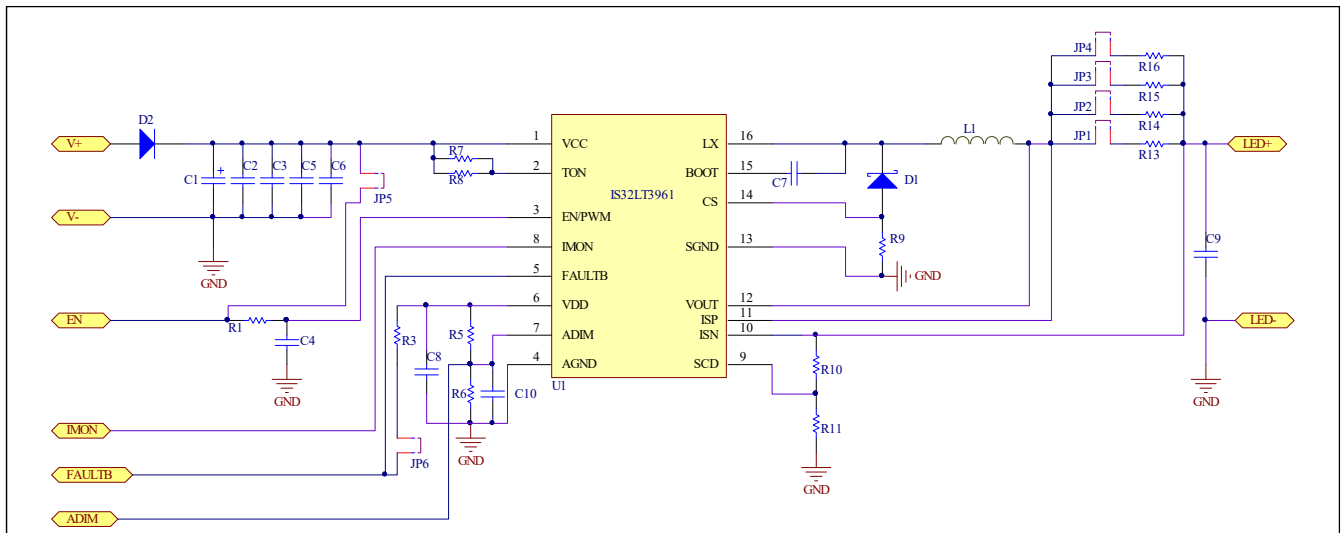 JP4
R16
JP3
R15
JP2
R14
JP1
R13
D2
V+
C1
+
C2
C3
C5
C6
JP5
V-
GND
R7
R8
1 VCC
2 TON
3 EN/PWM
8 IMON
5 FAULTB
6 VDD
7 ADIM
4 AGND
IS32LT3961
U1
LX 16
BOOT 15
CS 14
SGND 13
VOUT 12
ISP 11
ISN 10
SCD 9
L1
C7
D1
R9
GND
LED+
C9
LED-
GND
EN
R1
C4
GND
R3
C8
R5
R6
C10
GND
JP6
R10
R11
GND
IMON
FAULTB
ADIM